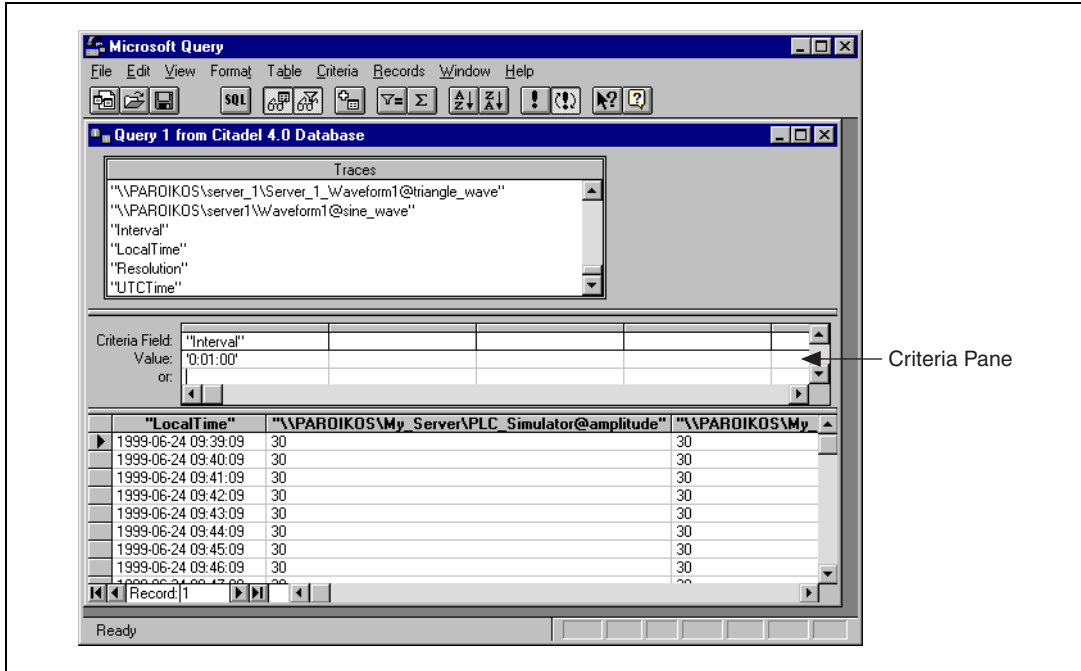 Microsoft Query
File Edit View Format Table Criteria Records Window Help
SQL
Query 1 from Citadel 4.0 Database
Traces
"\\PAROIKOS\server_1\Server_1_Waveform1@triangle_wave"
"\\PAROIKOS\server1\Waveform1@sine_wave"
"Interval"
"LocalTime"
"Resolution"
"UTCTime"
Criteria Field: "Interval"
Value: '0:01:00'
or:
Criteria Pane
"LocalTime" "\\PAROIKOS\My_Server\PLC_Simulator@amplitude" "\\PAROIKOS\My_
1999-06-24 09:39:09 30 30
1999-06-24 09:40:09 30 30
1999-06-24 09:41:09 30 30
1999-06-24 09:42:09 30 30
1999-06-24 09:43:09 30 30
1999-06-24 09:44:09 30 30
1999-06-24 09:45:09 30 30
1999-06-24 09:46:09 30 30
Record: 1
Ready